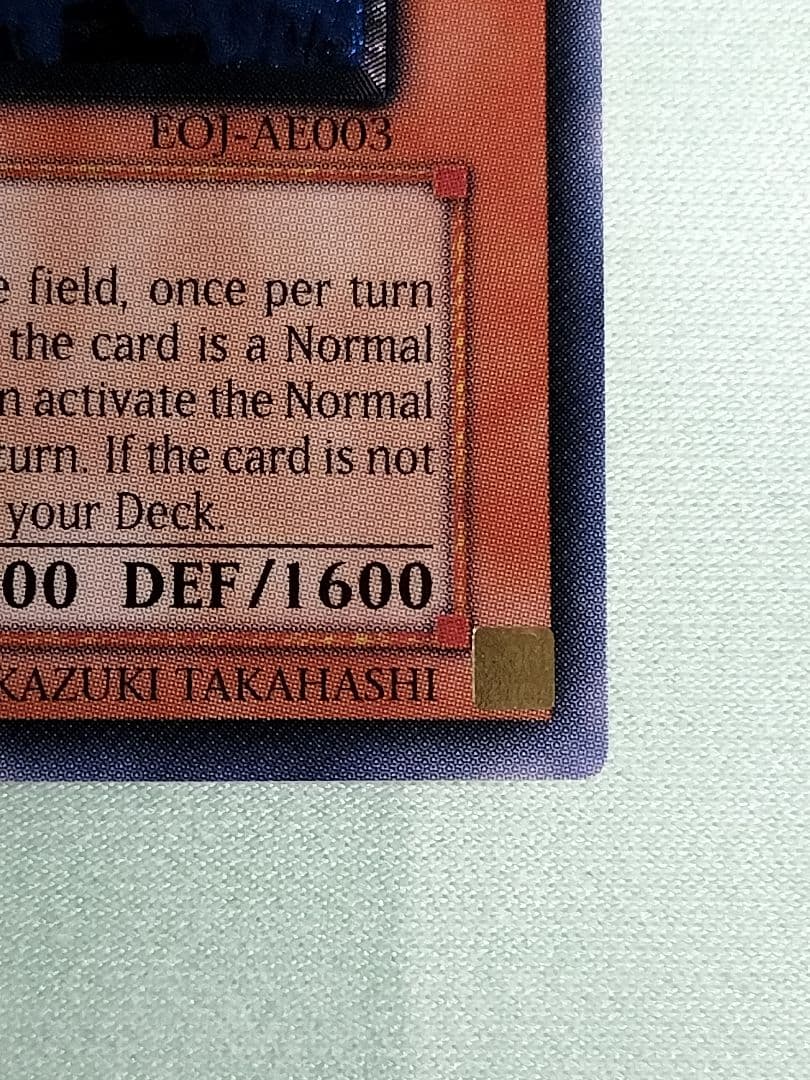 EOJ-AE003
field, once per turn
the card is a Normal
activate the Normal
If the card is not
your Deck.
00 DEF/1600
KAZUKI TAKAHASHI